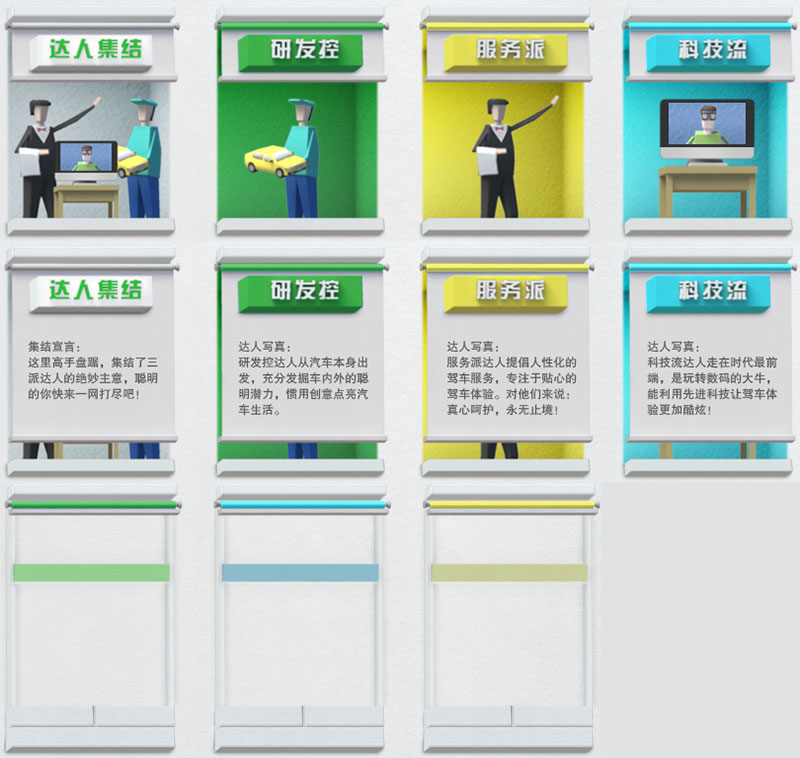 达人集结
研发控
服务派
科技流
达人集结
集结宣言：
这里高手盘踞，集结了三
派达人的绝妙主意，聪明
的你快来一网打尽吧！
研发控
达人写真：
研发控达人从汽车本身出
发，充分发掘车内外的聪
明潜力，惯用创意点亮汽
车生活。
服务派
达人写真：
服务派达人提倡人性化的
驾车服务，专注于贴心的
驾车体验。对他们来说：
真心呵护，永无止境！
科技流
达人写真：
科技流达人走在时代最前
端，是玩转数码的大牛，
能利用先进科技让驾车体
验更加酷炫！